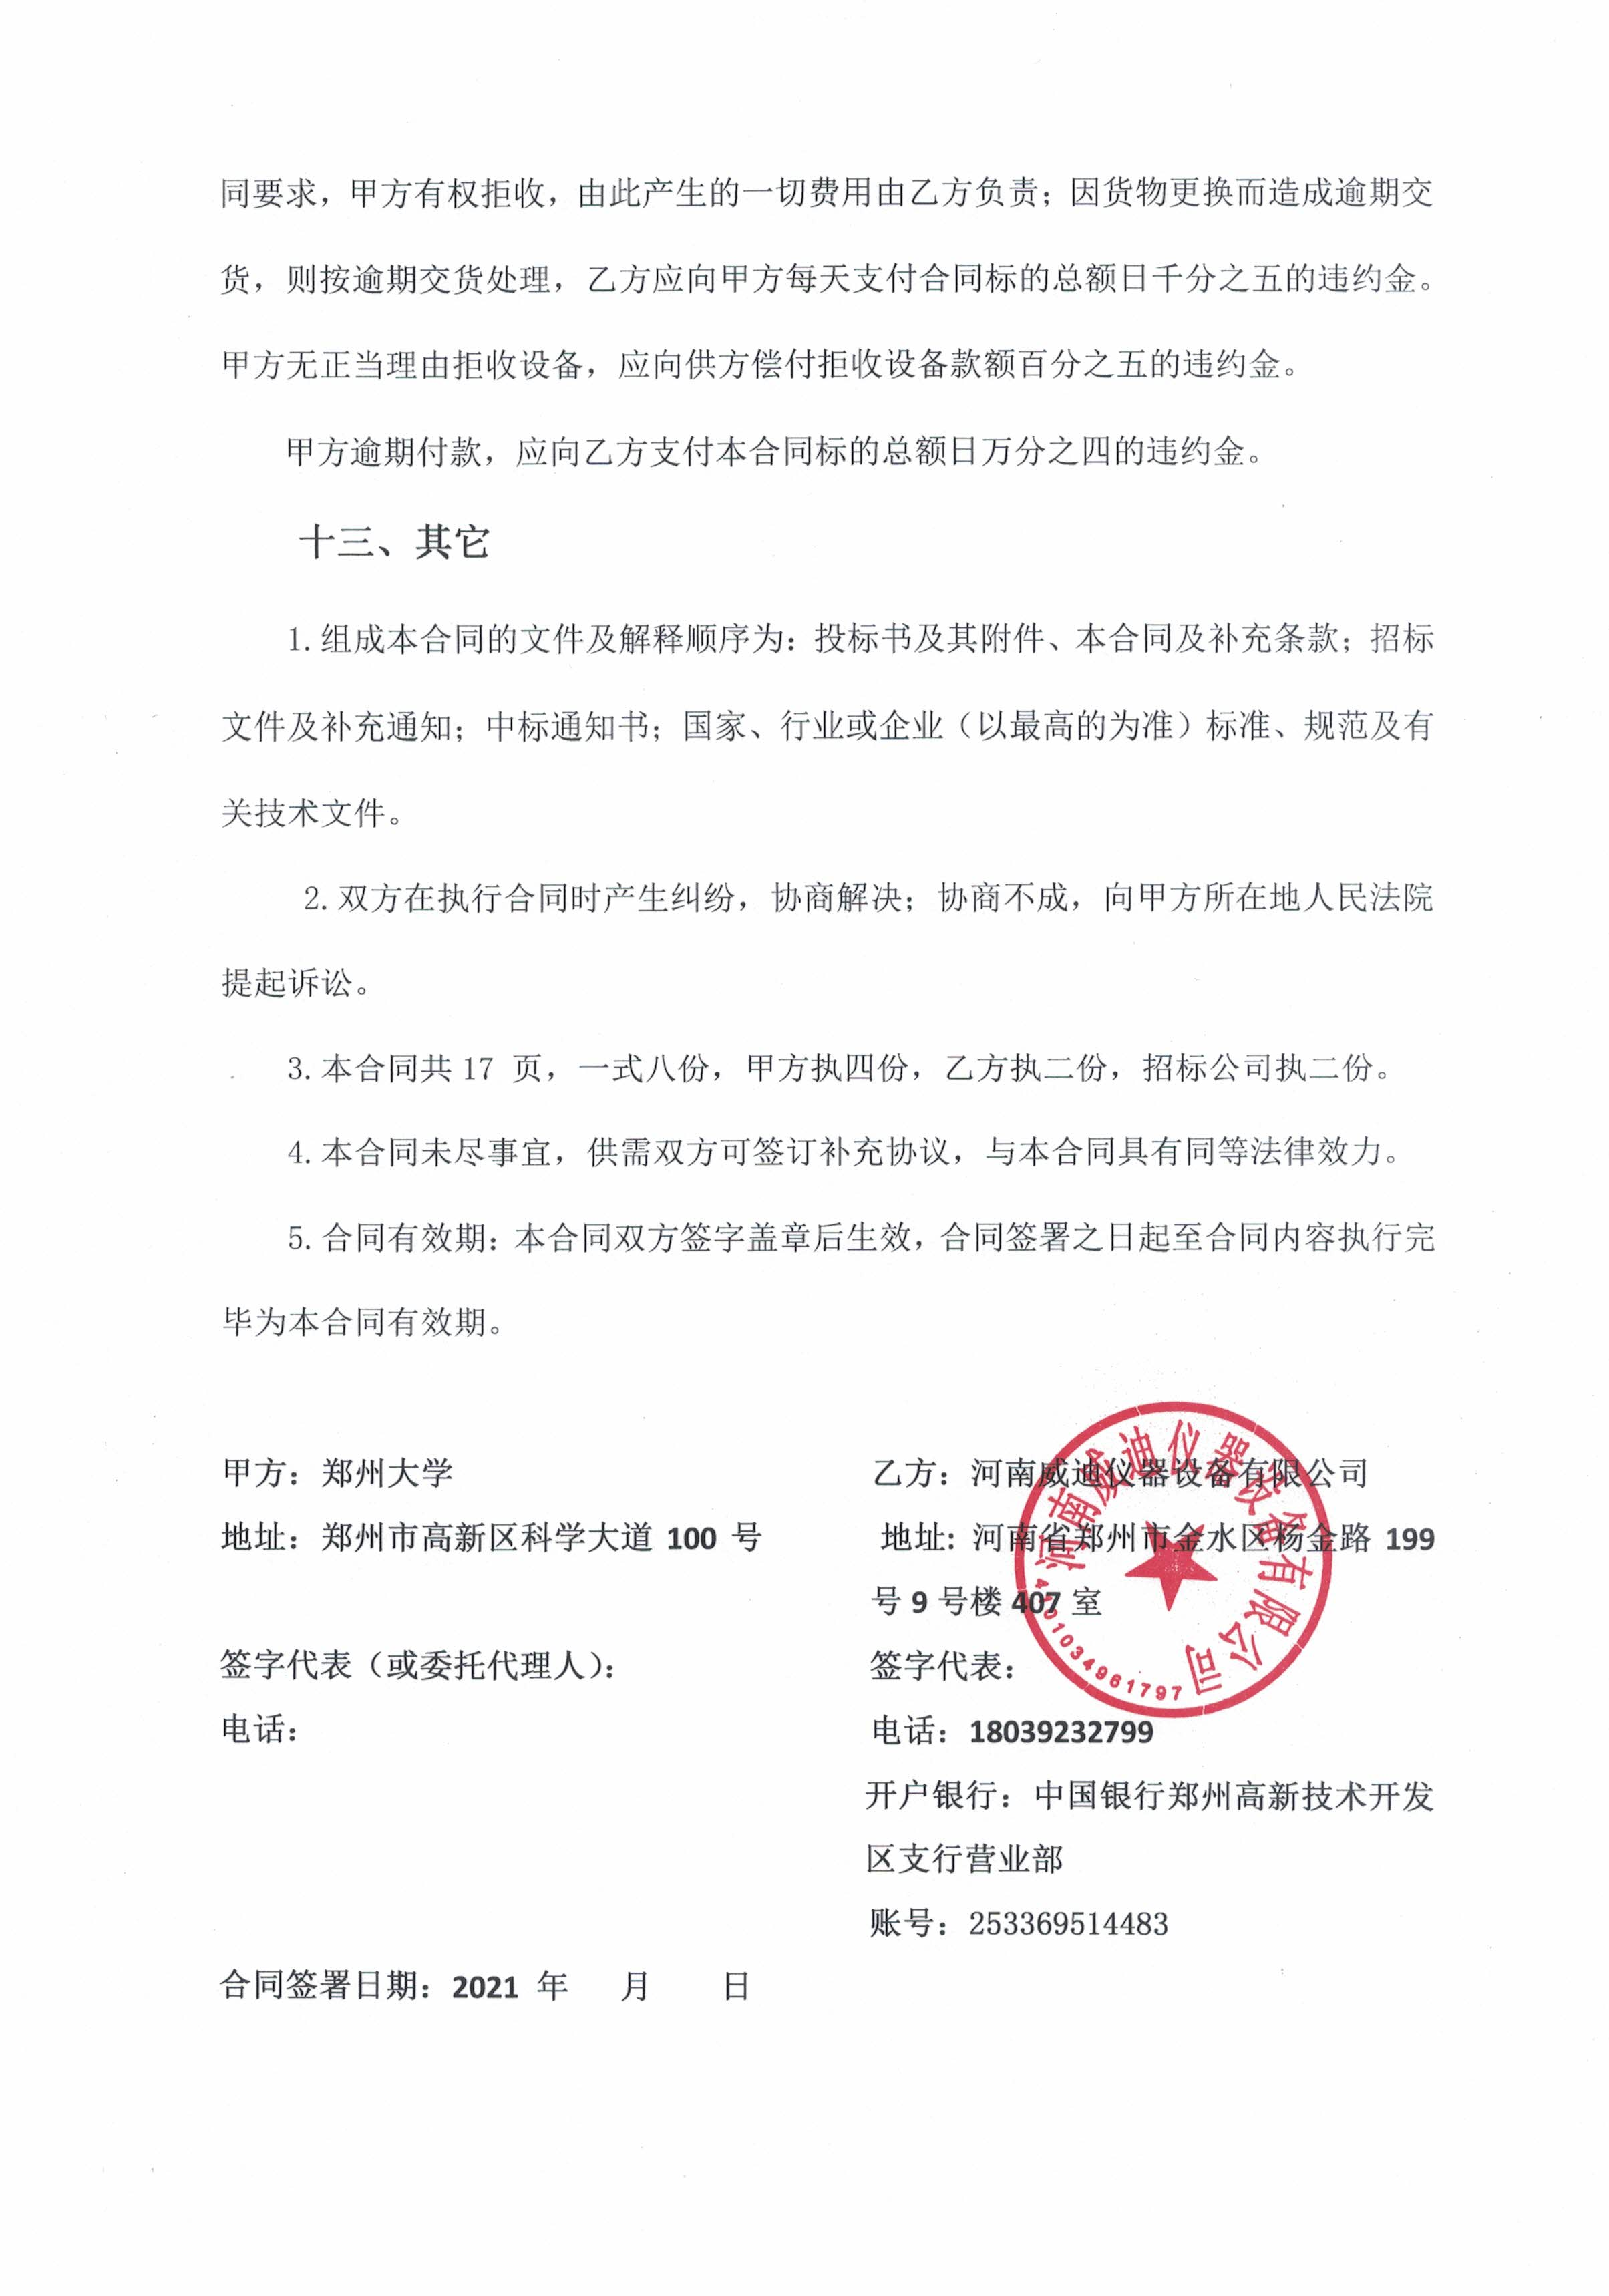 同要求，甲方有权拒收，由此产生的一切费用由乙方负责；因货物更换而造成逾期交
货，则按逾期交货处理，乙方应向甲方每天支付合同标的总额日千分之五的违约金。
甲方无正当理由拒收设备，应向供方偿付拒收设备款额百分之五的违约金。
甲方逾期付款，应向乙方支付本合同标的总额日万分之四的违约金。
十三、其它
1.组成本合同的文件及解释顺序为：投标书及其附件、本合同及补充条款；招标
文件及补充通知；中标通知书；国家、行业或企业（以最高的为准）标准、规范及有
关技术文件。
2.双方在执行合同时产生纠纷，协商解决；协商不成，向甲方所在地人民法院
提起诉讼。
3.本合同共 17 页，一式八份，甲方执四份，乙方执二份，招标公司执二份。
4.本合同未尽事宜，供需双方可签订补充协议，与本合同具有同等法律效力。
5.合同有效期：本合同双方签字盖章后生效，合同签署之日起至合同内容执行完
毕为本合同有效期。
甲方：郑州大学
地址：郑州市高新区科学大道 100 号
签字代表（或委托代理人）：
电话：
乙方：河南威迪仪器设备有限公司
地址：河南省郑州市金水区杨金路 199
号 9 号楼 407 室
签字代表：
电话：18039232799
开户银行：中国银行郑州高新技术开发
区支行营业部
账号：253369514483
河南威迪仪器设备有限公司
4101034961797
合同签署日期：2021 年 月 日